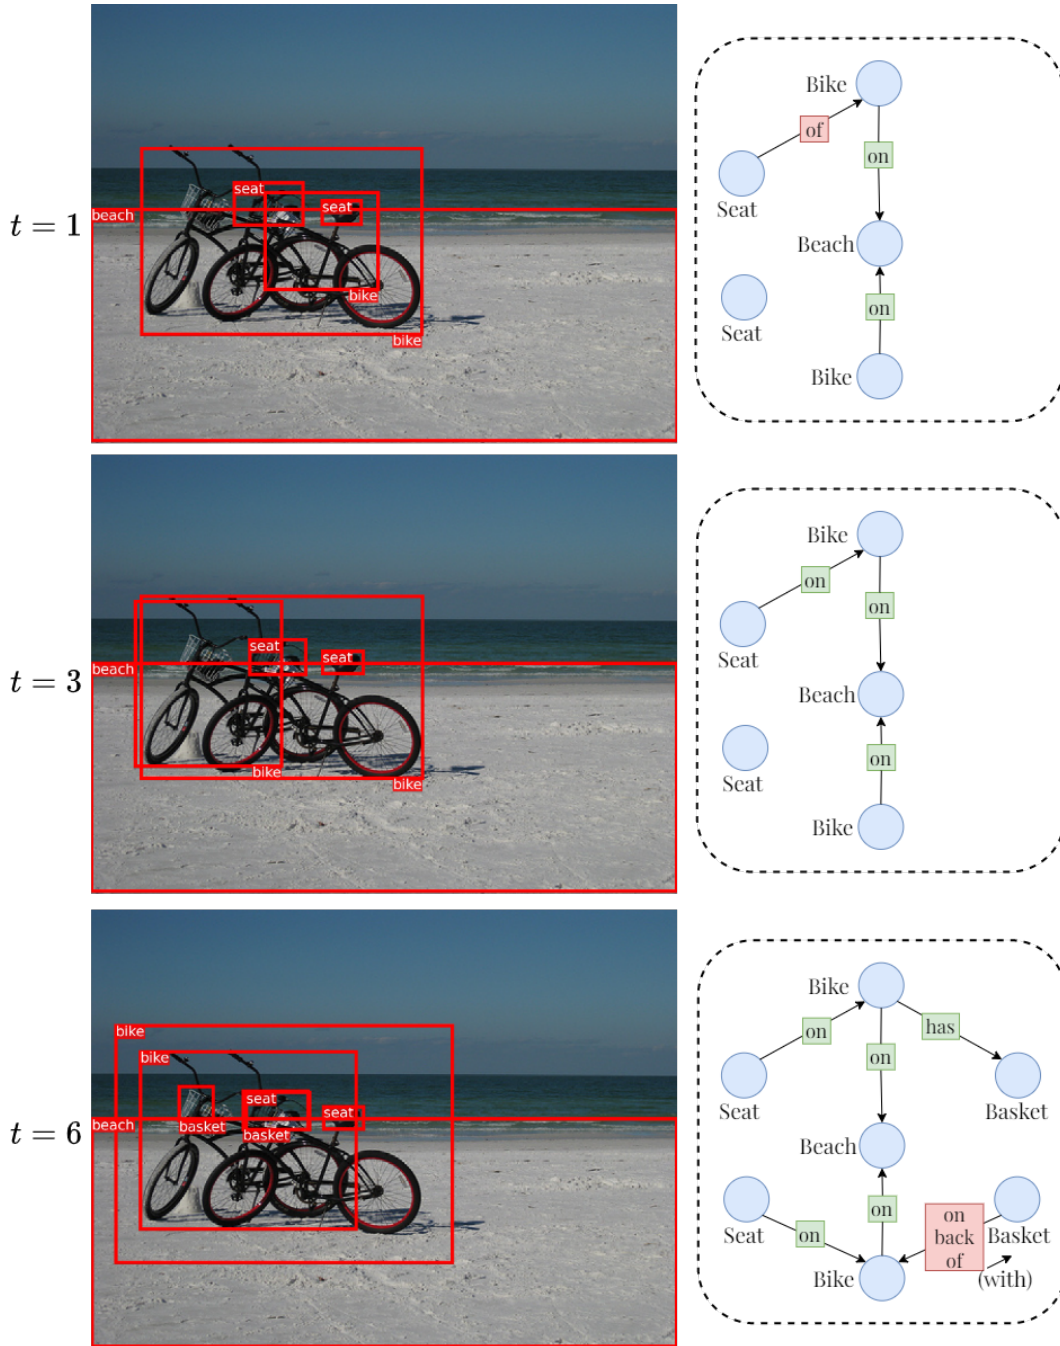 t = 1
seat
seat
beach
bike
bike
Bike
of
on
Seat
Beach
Seat
on
Bike
t = 3
seat
seat
beach
bike
bike
Bike
on
on
Seat
Beach
Seat
on
Bike
t = 6
bike
bike
seat
seat
beach
basket
basket
Bike
on
has
on
Seat
Basket
Beach
Seat
on
on
on
back
of
Basket
Bike
(with)